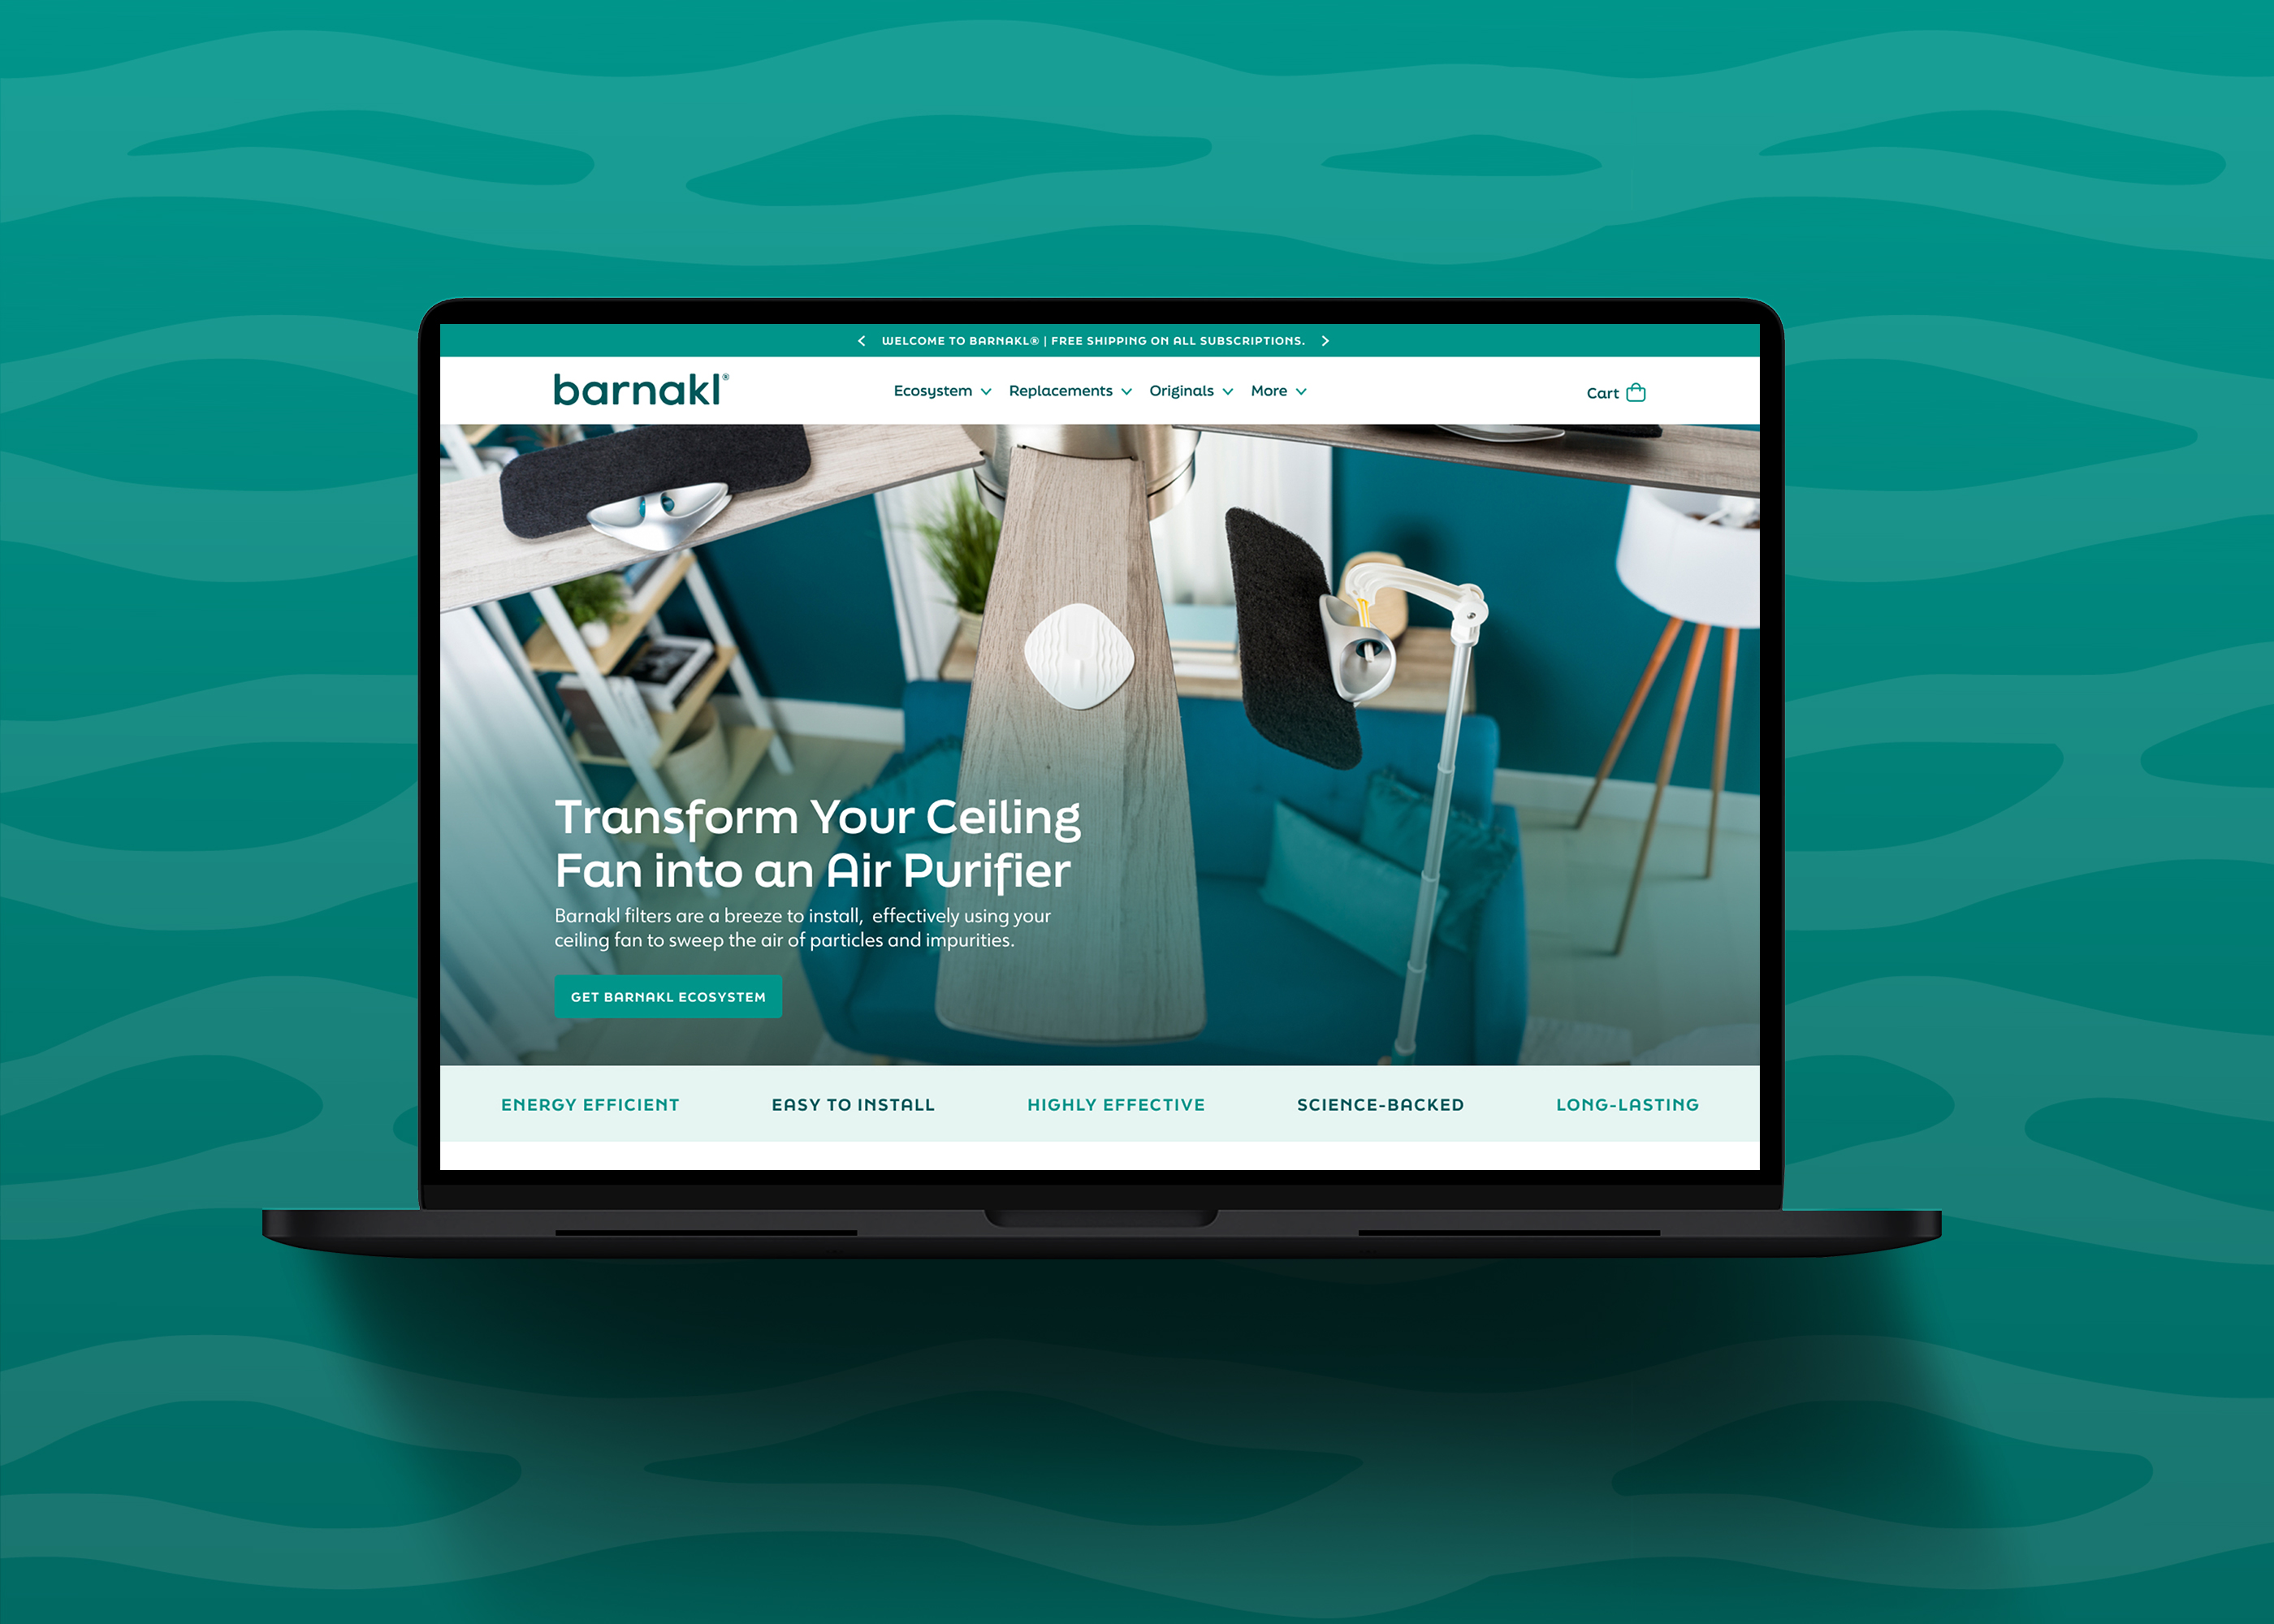 WELCOME TO BARNAKL® | FREE SHIPPING ON ALL SUBSCRIPTIONS.
barnakl®
Ecosystem Replacements Originals More
Cart
Transform Your Ceiling
Fan into an Air Purifier
Barnakl filters are a breeze to install, effectively using your
ceiling fan to sweep the air of particles and impurities.
GET BARNAKL ECOSYSTEM
ENERGY EFFICIENT EASY TO INSTALL HIGHLY EFFECTIVE SCIENCE-BACKED LONG-LASTING